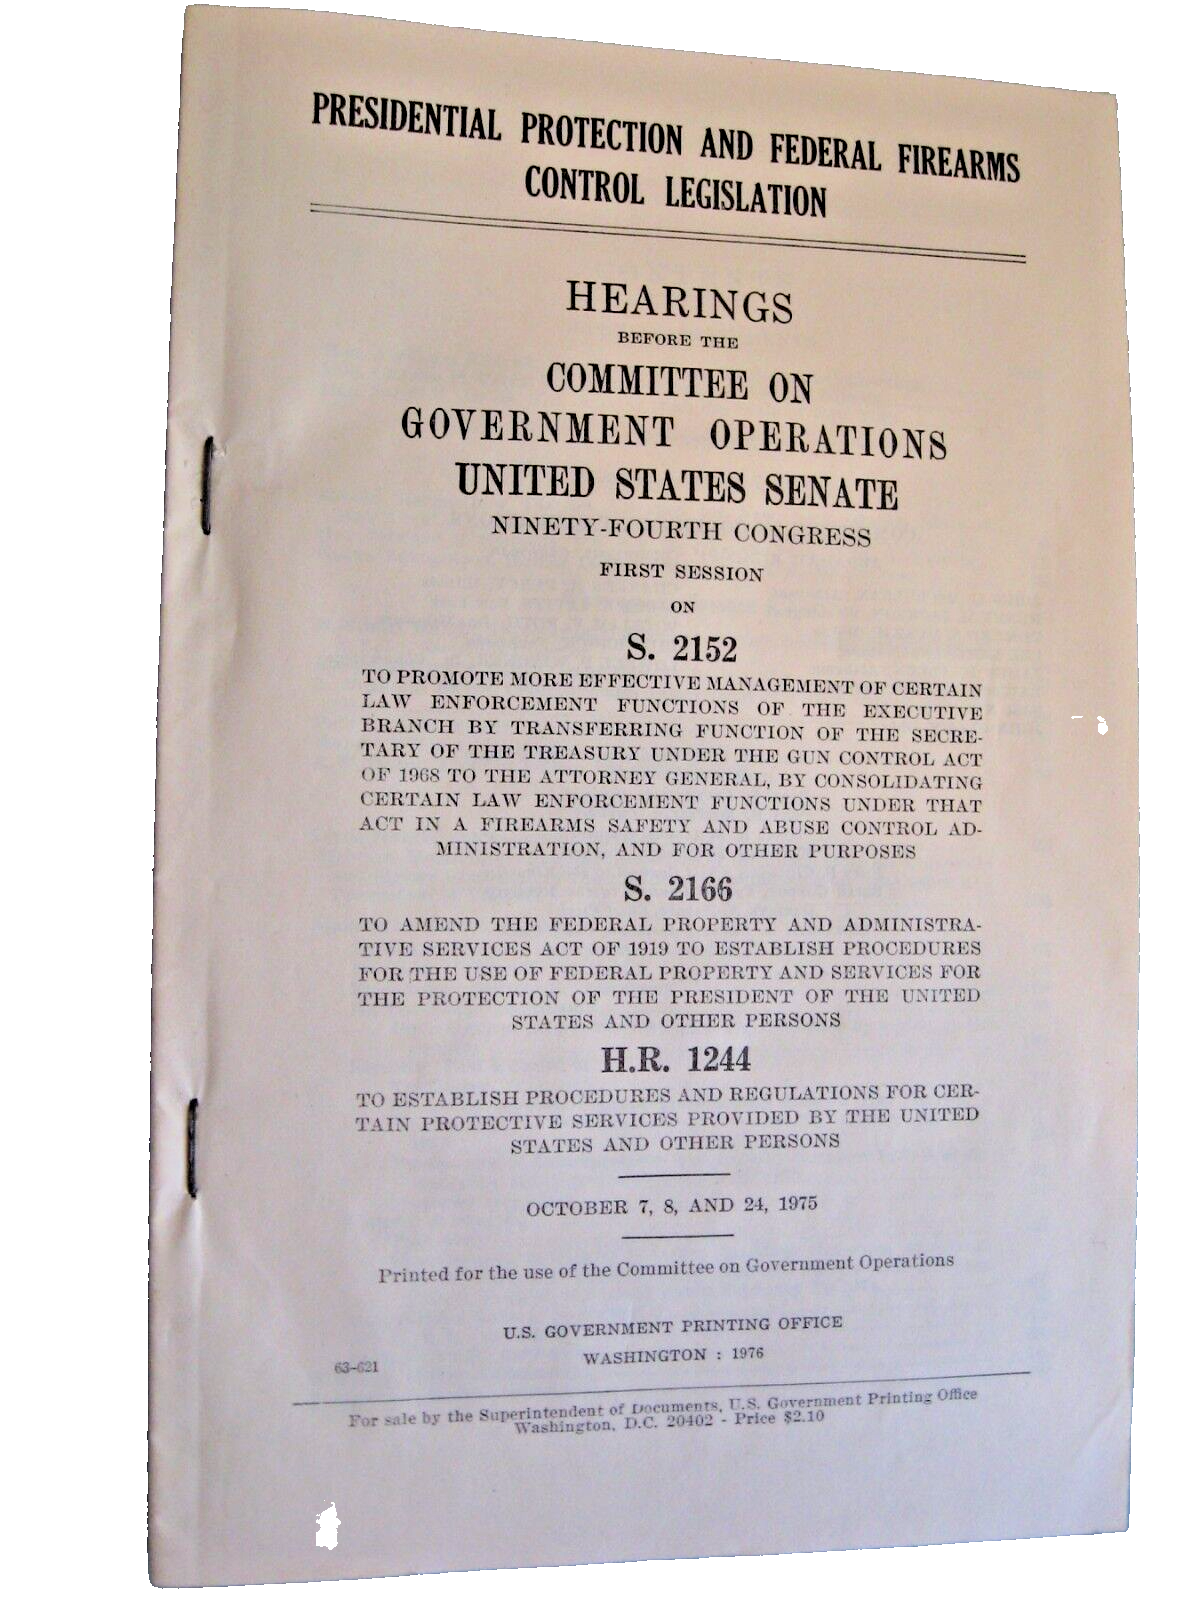 PRESIDENTIAL PROTECTION AND FEDERAL FIREARMS
CONTROL LEGISLATION
HEARINGS
BEFORE THE
COMMITTEE ON
GOVERNMENT OPERATIONS
UNITED STATES SENATE
NINETY-FOURTH CONGRESS
FIRST SESSION
ON
S. 2152
TO PROMOTE MORE EFFECTIVE MANAGEMENT OF CERTAIN
LAW ENFORCEMENT FUNCTIONS OF THE EXECUTIVE
BRANCH BY TRANSFERRING FUNCTION OF THE SECRE-
TARY OF THE TREASURY UNDER THE GUN CONTROL ACT
OF 1968 TO THE ATTORNEY GENERAL, BY CONSOLIDATING
CERTAIN LAW ENFORCEMENT FUNCTIONS UNDER THAT
ACT IN A FIREARMS SAFETY AND ABUSE CONTROL AD-
MINISTRATION, AND FOR OTHER PURPOSES
S. 2166
TO AMEND THE FEDERAL PROPERTY AND ADMINISTRA-
TIVE SERVICES ACT OF 1919 TO ESTABLISH PROCEDURES
FOR THE USE OF FEDERAL PROPERTY AND SERVICES FOR
THE PROTECTION OF THE PRESIDENT OF THE UNITED
STATES AND OTHER PERSONS
H.R. 1244
TO ESTABLISH PROCEDURES AND REGULATIONS FOR CER-
TAIN PROTECTIVE SERVICES PROVIDED BY THE UNITED
STATES AND OTHER PERSONS
OCTOBER 7, 8, AND 24, 1975
Printed for the use of the Committee on Government Operations
U.S. GOVERNMENT PRINTING OFFICE
63-621 WASHINGTON : 1976
For sale by the Superintendent of Documents, U.S. Government Printing Office
Washington, D.C. 20402 - Price $2.10